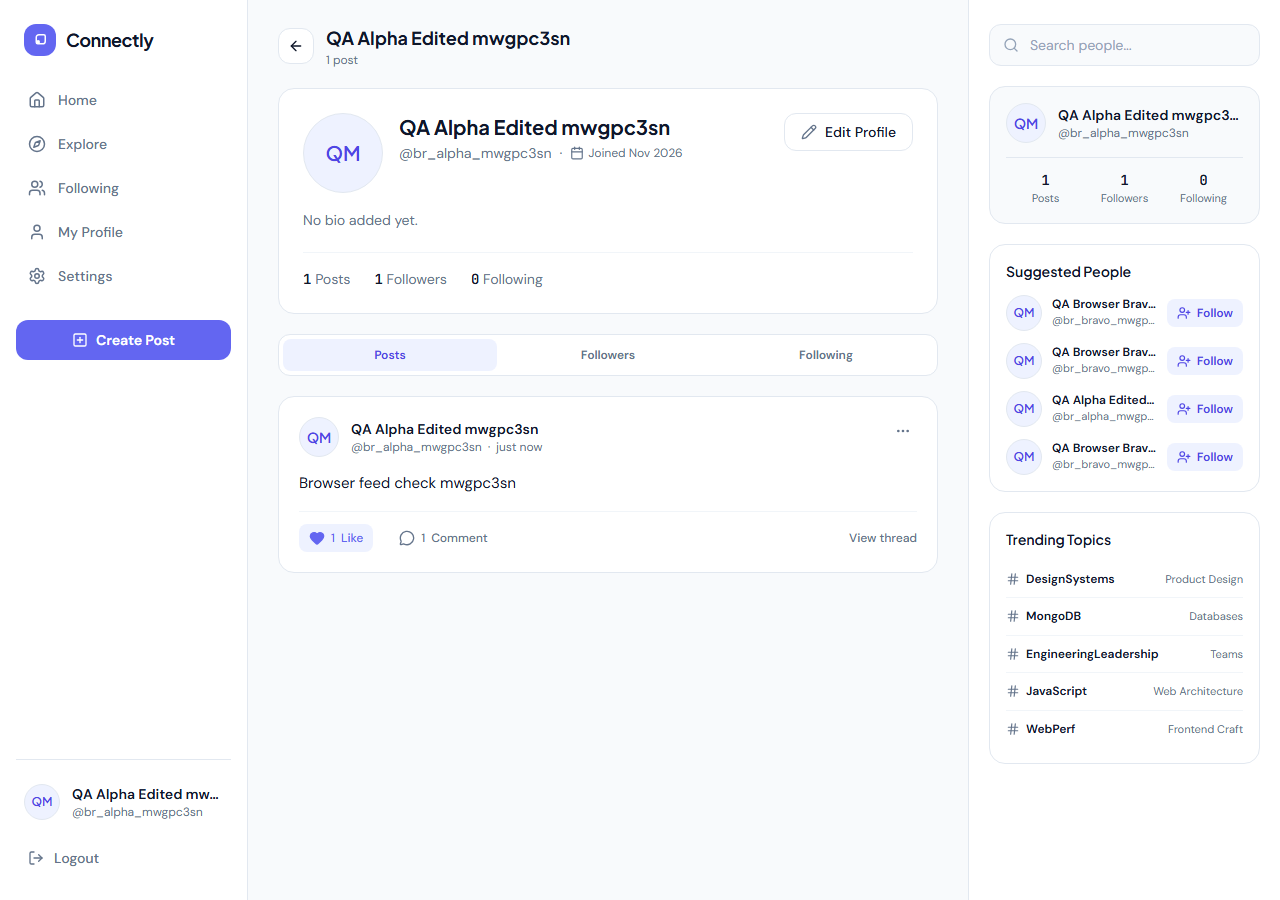 Connectly
Home
Explore
Following
My Profile
Settings
Create Post
QM
QA Alpha Edited mw...
@br_alpha_mwgpc3sn
Logout
QA Alpha Edited mwgpc3sn
1 post
QM
QA Alpha Edited mwgpc3sn
@br_alpha_mwgpc3sn · Joined Nov 2026
Edit Profile
No bio added yet.
1 Posts 1 Followers 0 Following
Posts Followers Following
QM
QA Alpha Edited mwgpc3sn
@br_alpha_mwgpc3sn · just now
Browser feed check mwgpc3sn
1 Like 1 Comment View thread
Search people...
QM
QA Alpha Edited mwgpc3...
@br_alpha_mwgpc3sn
1 1 0
Posts Followers Following
Suggested People
QM
QA Browser Brav...
@br_bravo_mwgp...
Follow
QM
QA Browser Brav...
@br_bravo_mwgp...
Follow
QM
QA Alpha Edited...
@br_alpha_mwgp...
Follow
QM
QA Browser Brav...
@br_bravo_mwgp...
Follow
Trending Topics
# DesignSystems Product Design
# MongoDB Databases
# EngineeringLeadership Teams
# JavaScript Web Architecture
# WebPerf Frontend Craft